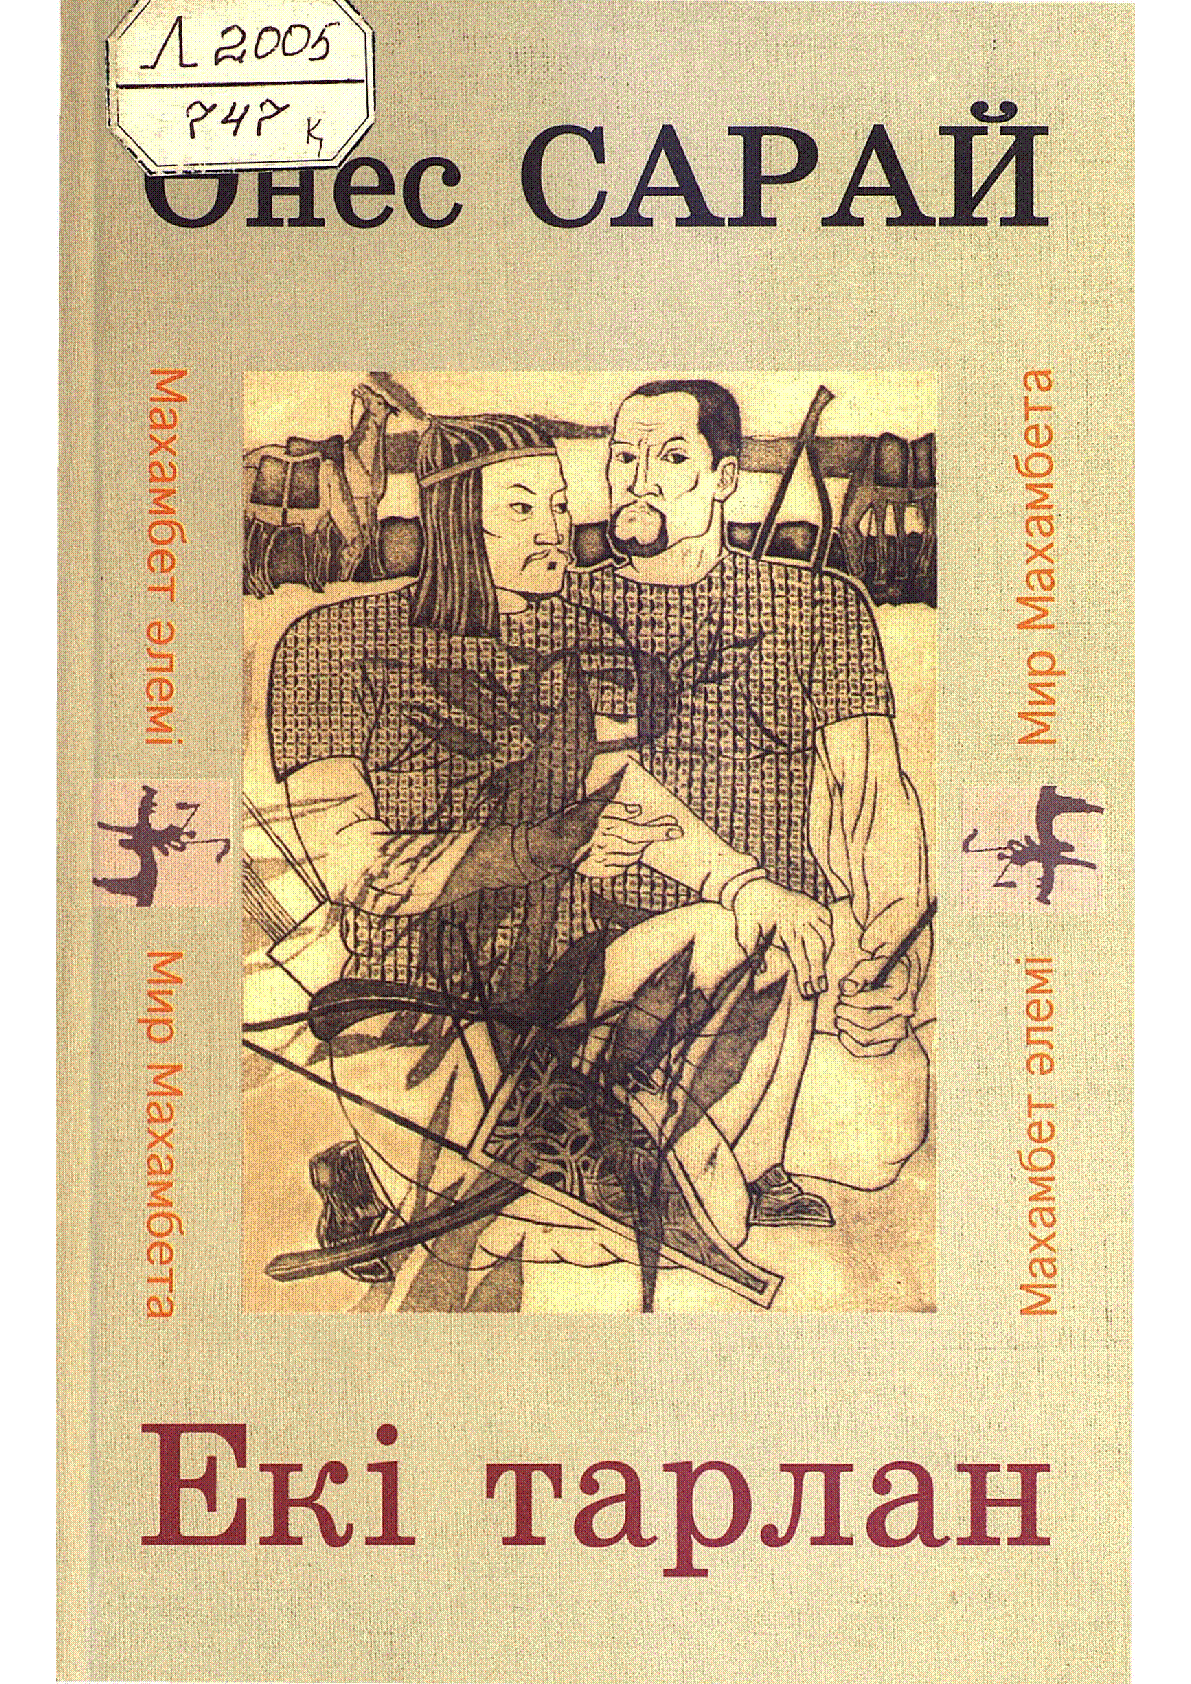 Л 2005
747 қ
Өнес САРАЙ
Махамбет әлемі
Мир Махамбета
Мир Махамбета
Махамбет әлемі
Екі тарлан